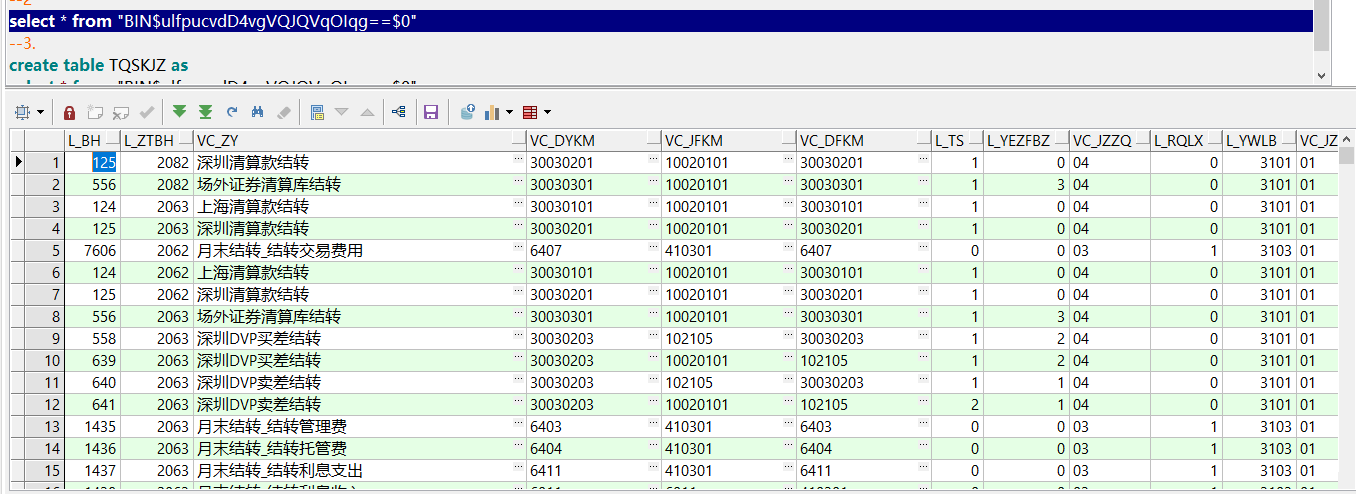 --2
select * from "BIN$ulfpucvdD4vgVQJQVqOIqg==$0"
--3.
create table TQSKJZ as
L_BH L_ZTBH VC_ZY VC_DYKM VC_JFKM VC_DFKM L_TS L_YEZFBZ VC_JZZQ L_RQLX L_YWLB VC_JZ
1 125 2082 深圳清算款结转 30030201 10020101 30030201 1 0 04 0 3101 01
2 556 2082 场外证券清算库结转 30030301 10020101 30030301 1 3 04 0 3101 01
3 124 2063 上海清算款结转 30030101 10020101 30030101 1 0 04 0 3101 01
4 125 2063 深圳清算款结转 30030201 10020101 30030201 1 0 04 0 3101 01
5 7606 2062 月末结转_结转交易费用 6407 410301 6407 0 0 03 1 3103 01
6 124 2062 上海清算款结转 30030101 10020101 30030101 1 0 04 0 3101 01
7 125 2062 深圳清算款结转 30030201 10020101 30030201 1 0 04 0 3101 01
8 556 2063 场外证券清算库结转 30030301 10020101 30030301 1 3 04 0 3101 01
9 558 2063 深圳DVP买差结转 30030203 102105 30030203 1 2 04 0 3101 01
10 639 2063 深圳DVP买差结转 30030203 10020101 102105 1 2 04 0 3101 01
11 640 2063 深圳DVP卖差结转 30030203 102105 30030203 1 1 04 0 3101 01
12 641 2063 深圳DVP卖差结转 30030203 10020101 102105 2 1 04 0 3101 01
13 1435 2063 月末结转_结转管理费 6403 410301 6403 0 0 03 1 3103 01
14 1436 2063 月末结转_结转托管费 6404 410301 6404 0 0 03 1 3103 01
15 1437 2063 月末结转_结转利息支出 6411 410301 6411 0 0 03 1 3103 01